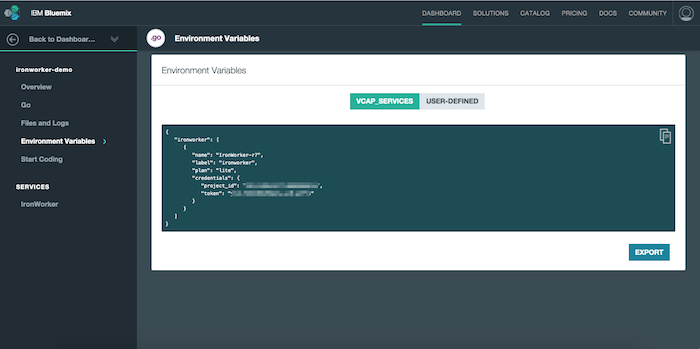 IBM Bluemix
DASHBOARD SOLUTIONS CATALOG PRICING DOCS COMMUNITY
Back to Dashboar...
.go Environment Variables
ironworker-demo
Overview
Go
Files and Logs
Environment Variables
Start Coding
SERVICES
IronWorker
Environment Variables
VCAP_SERVICES USER-DEFINED
{
"ironworker": [
{
"name": "IronWorker-r7",
"label": "ironworker",
"plan": "lite",
"credentials": {
"project_id": "
"token": "
}
}
]
}
EXPORT